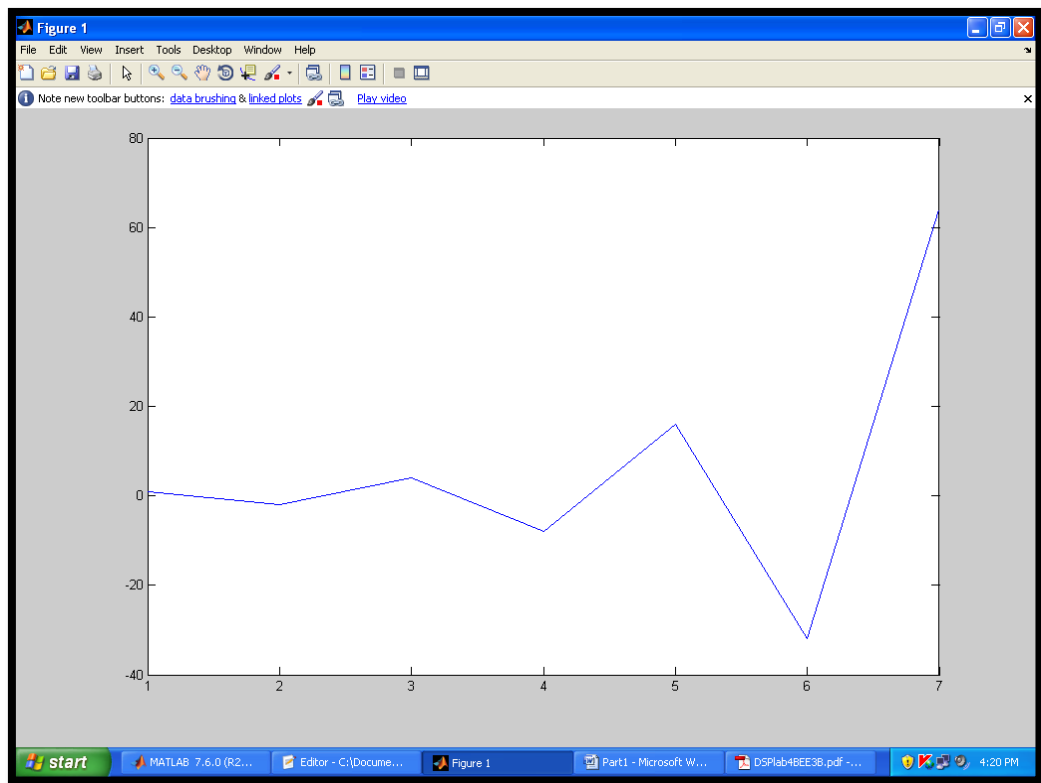 Figure 1
File Edit View Insert Tools Desktop Window Help
Note new toolbar buttons: data brushing & linked plots Play video
80
60
40
20
0
-20
-40
1 2 3 4 5 6 7
start MATLAB 7.6.0 (R2... Editor - C:\Docume... Figure 1 Part1 - Microsoft W... DSPlab4BEE3B.pdf -... 4:20 PM